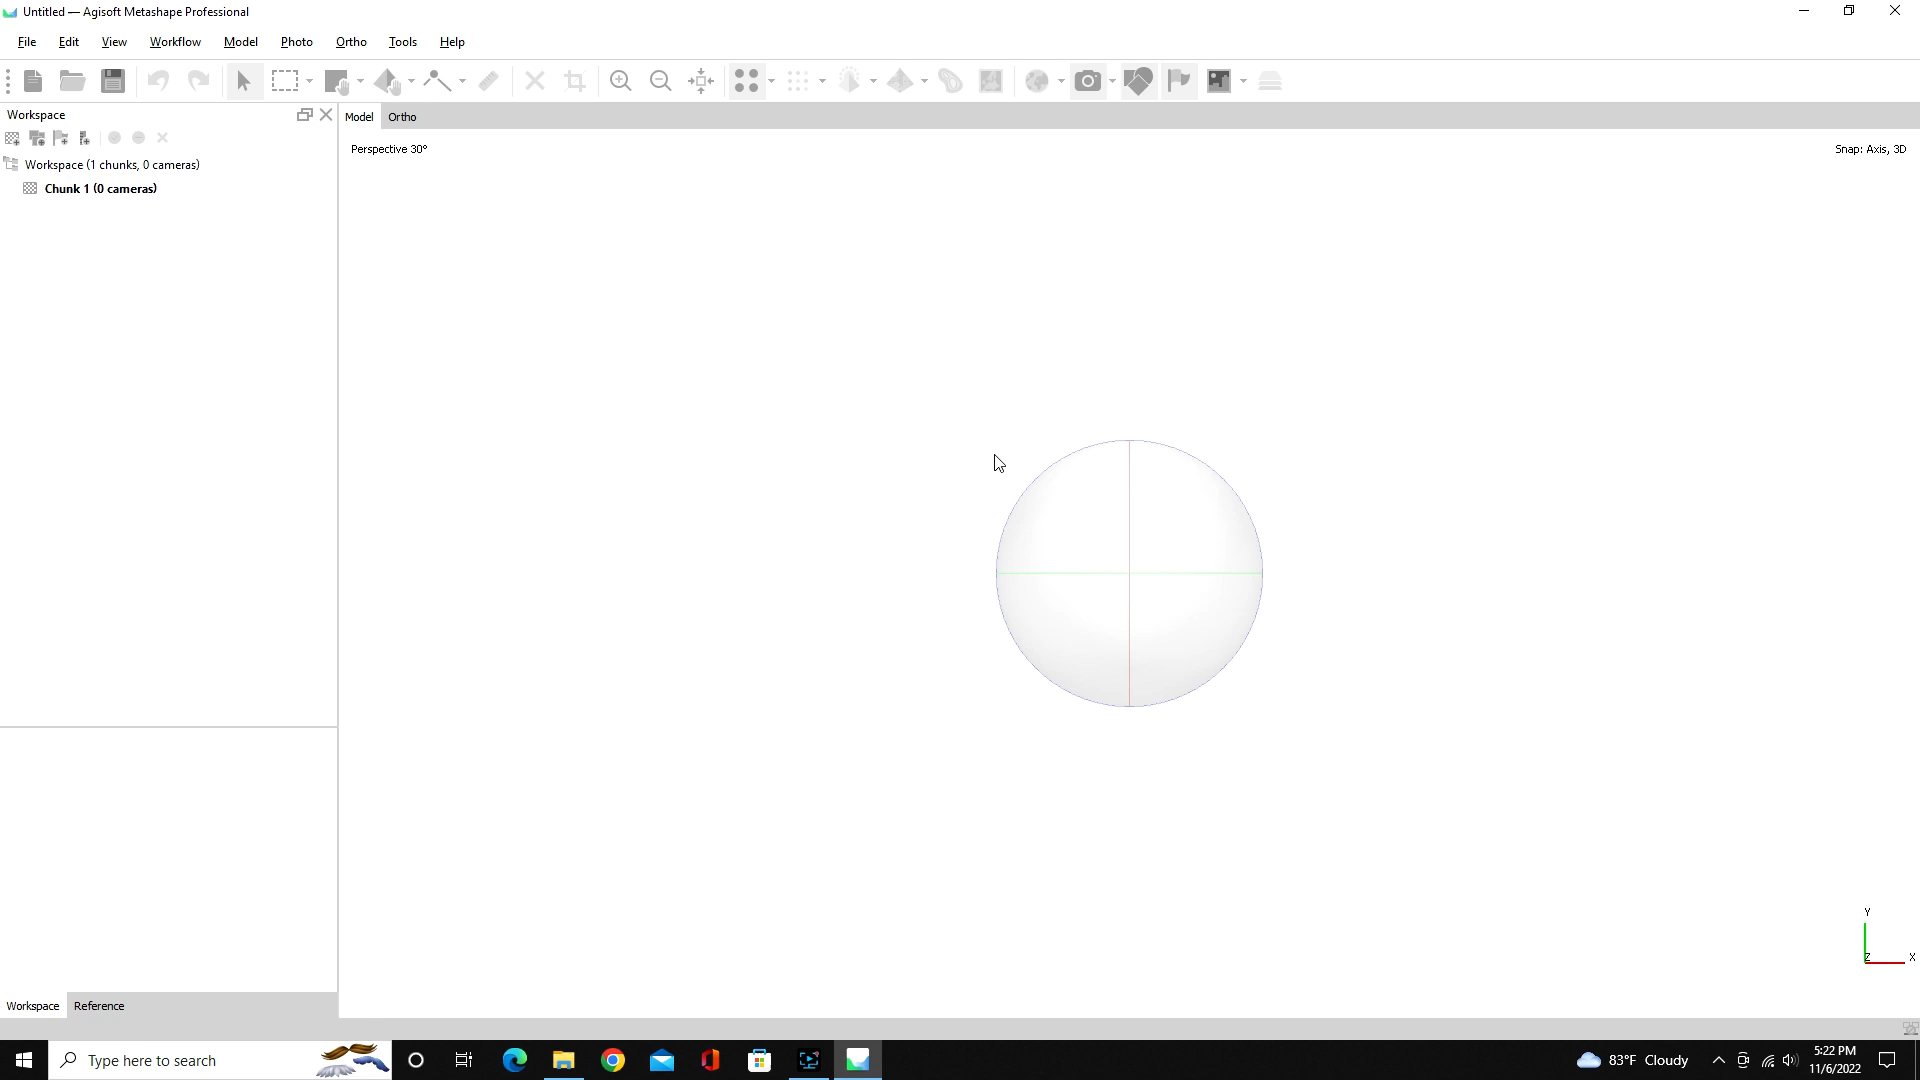 Untitled — Agisoft Metashape Professional
File Edit View Workflow Model Photo Ortho Tools Help
Workspace
Model Ortho
Perspective 30°
Snap: Axis, 3D
Workspace (1 chunks, 0 cameras)
Chunk 1 (0 cameras)
Y
Z
X
Workspace Reference
Type here to search
83°F Cloudy
5:22 PM
11/6/2022